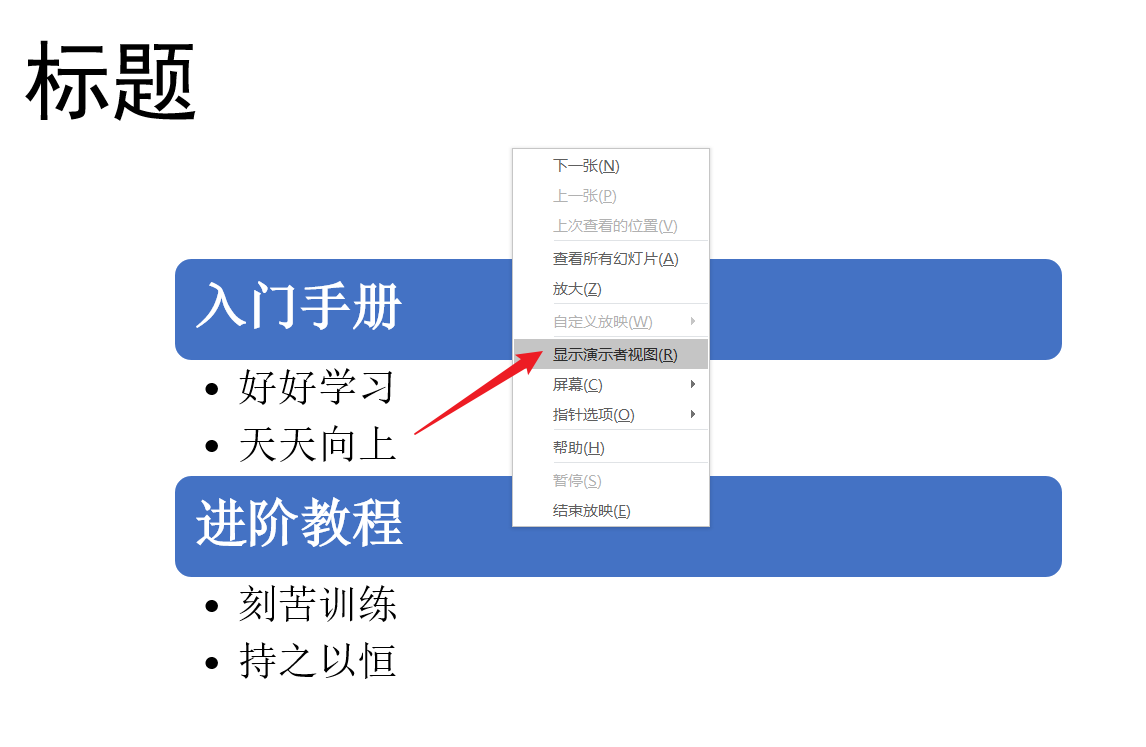 标题
入门手册
• 好好学习
• 天天向上
进阶教程
• 刻苦训练
• 持之以恒
下一张(N)
上一张(P)
上次查看的位置(V)
查看所有幻灯片(A)
放大(Z)
自定义放映(W)
显示演示者视图(R)
屏幕(C)
指针选项(O)
帮助(H)
暂停(S)
结束放映(E)